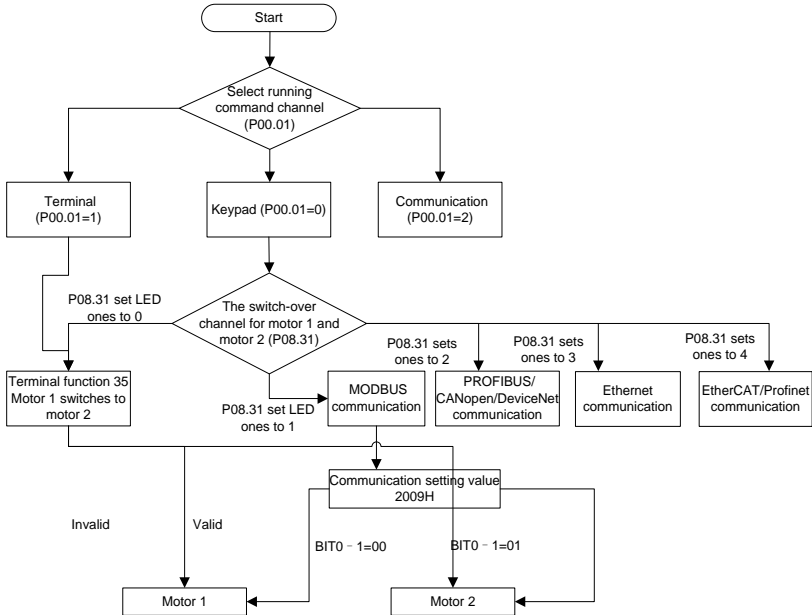 Start
Select running
command channel
(P00.01)
Terminal
(P00.01=1)
Keypad (P00.01=0)
Communication
(P00.01=2)
P08.31 set LED
ones to 0
The switch-over
channel for motor 1 and
motor 2 (P08.31)
P08.31 sets
ones to 2
P08.31 sets
ones to 3
P08.31 sets
ones to 4
Terminal function 35
Motor 1 switches to
motor 2
P08.31 set LED
ones to 1
MODBUS
communication
PROFIBUS/
CANopen/DeviceNet
communication
Ethernet
communication
EtherCAT/Profinet
communication
Communication setting value
2009H
Invalid
Valid
BIT0－1=00
BIT0－1=01
Motor 1
Motor 2